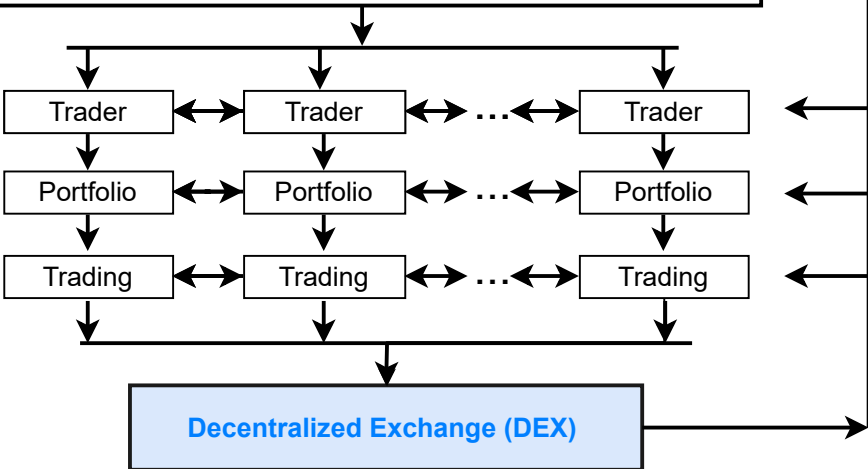 Trader Trader ... Trader
Portfolio Portfolio ... Portfolio
Trading Trading ... Trading
Decentralized Exchange (DEX)